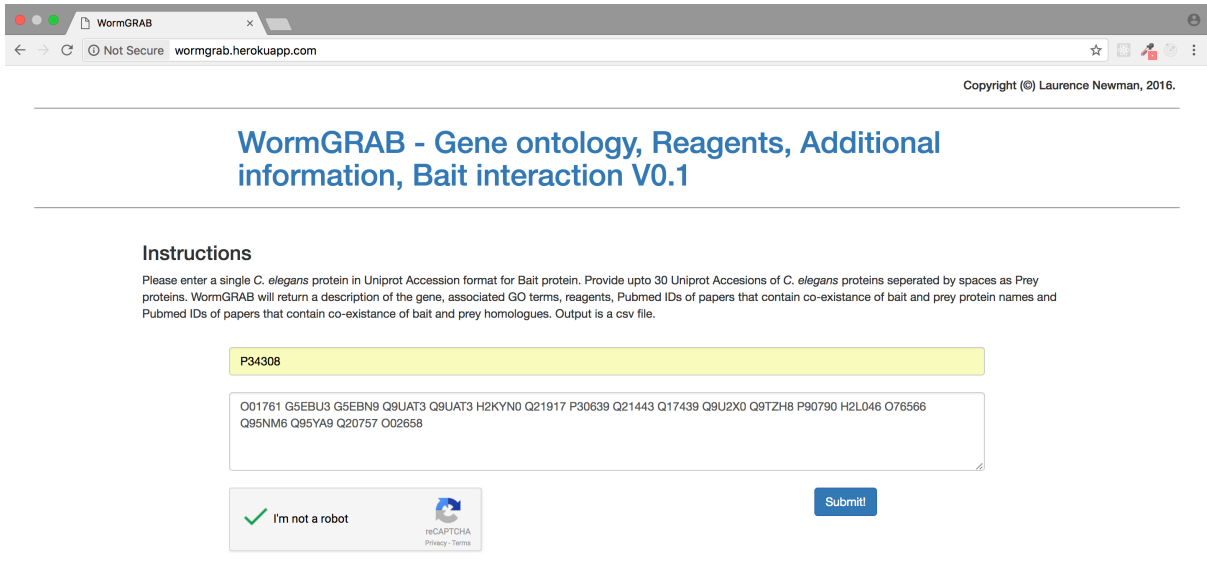 WormGRAB
Not Secure wormgrab.herokuapp.com
Copyright (©) Laurence Newman, 2016.
WormGRAB - Gene ontology, Reagents, Additional
information, Bait interaction V0.1
Instructions
Please enter a single C. elegans protein in Uniprot Accession format for Bait protein. Provide upto 30 Uniprot Accesions of C. elegans proteins seperated by spaces as Prey
proteins. WormGRAB will return a description of the gene, associated GO terms, reagents, Pubmed IDs of papers that contain co-existance of bait and prey protein names and
Pubmed IDs of papers that contain co-existance of bait and prey homologues. Output is a csv file.
P34308
O01761 G5EBU3 G5EBN9 Q9UAT3 Q9UAT3 H2KYN0 Q21917 P30639 Q21443 Q17439 Q9U2X0 Q9TZH8 P90790 H2L046 O76566
Q95NM6 Q95YA9 Q20757 O02658
I'm not a robot
reCAPTCHA
Privacy - Terms
Submit!